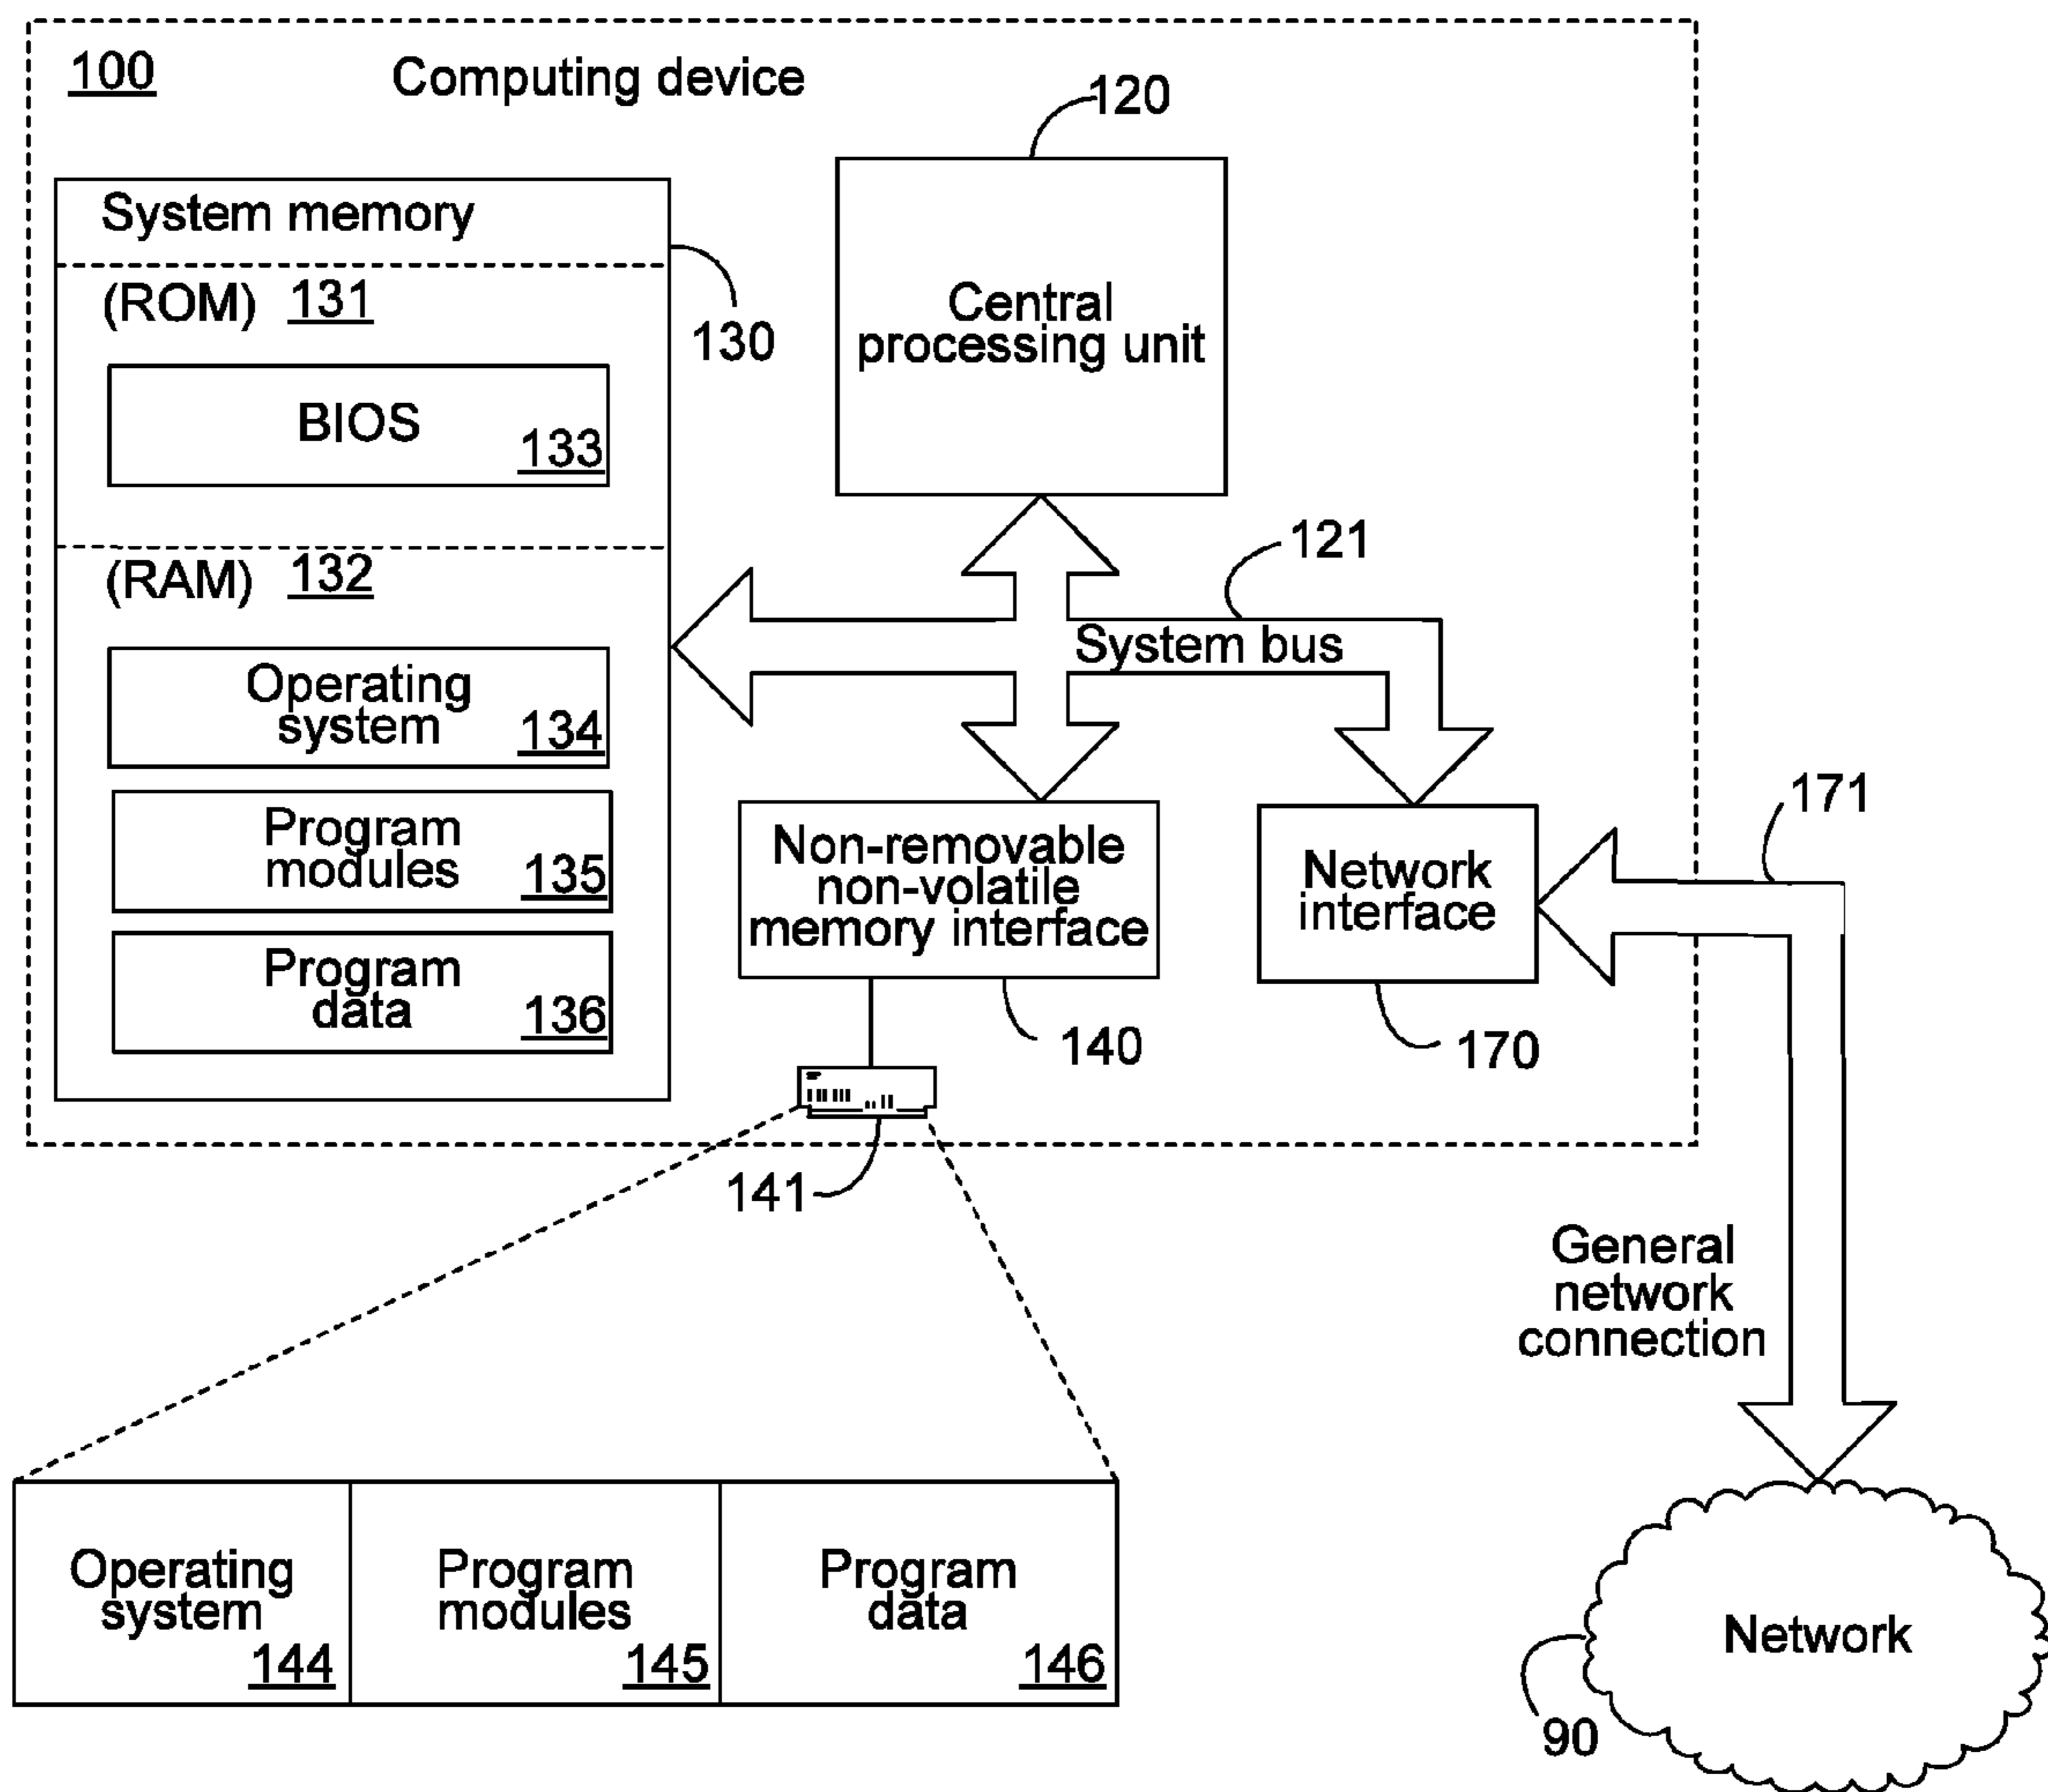 100
Computing device
120
System memory
(ROM) 131
130
BIOS
133
(RAM) 132
Operating
system
134
Program
modules
135
Program
data
136
Central
processing unit
121
System bus
Non-removable
non-volatile
memory interface
140
Network
interface
170
171
141
General
network
connection
Operating
system
144
Program
modules
145
Program
data
146
Network
90